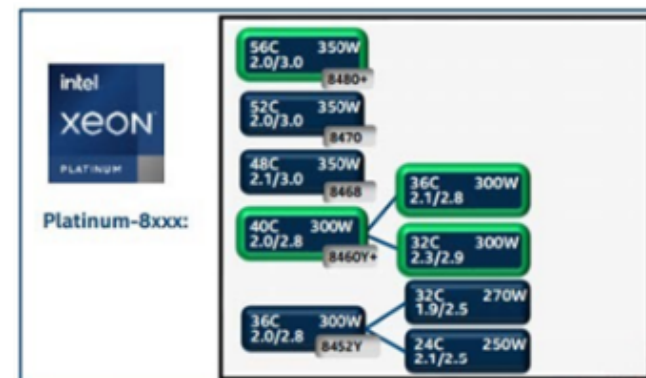 intel
xeon
PLATINUM
Platinum-8xxx:
56C 350W
2.0/3.0
8480+
52C 350W
2.0/3.0
8470
48C 350W
2.1/3.0
8468
40C 300W
2.0/2.8
8460Y+
36C 300W
2.1/2.8
32C 300W
2.3/2.9
36C 300W
2.0/2.8
8452Y
32C 270W
1.9/2.5
24C 250W
2.1/2.5